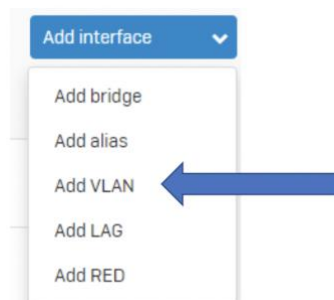 Add interface
Add bridge
Add alias
Add VLAN
Add LAG
Add RED